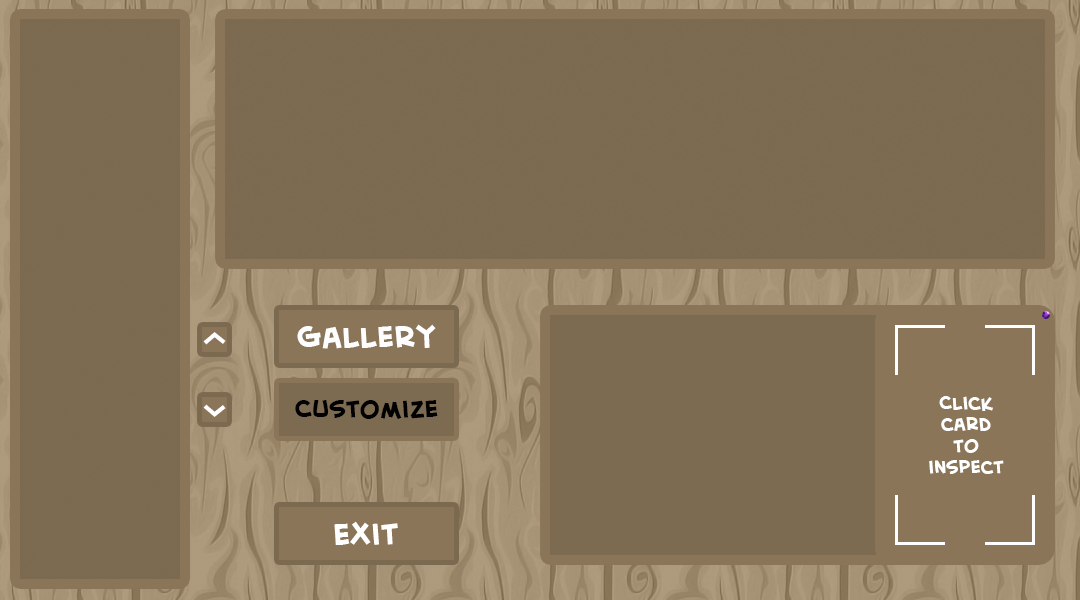 GALLERY
CUSTOMIZE
EXIT
CLICK
CARD
TO
INSPECT